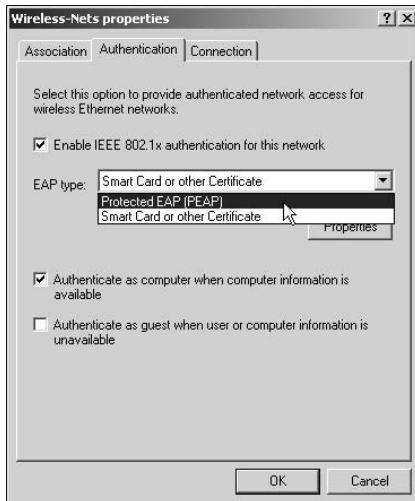 Wireless-Nets properties
Association Authentication Connection
Select this option to provide authenticated network access for
wireless Ethernet networks.
Enable IEEE 802.1x authentication for this network
EAP type: Smart Card or other Certificate
Protected EAP (PEAP)
Smart Card or other Certificate
Properties
Authenticate as computer when computer information is
available
Authenticate as guest when user or computer information is
unavailable
OK Cancel